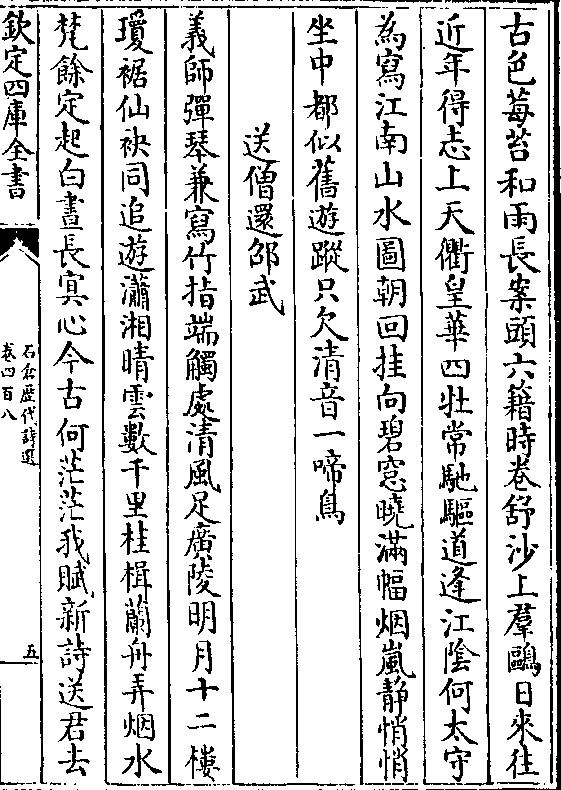 古色莓苔和雨長案頭六籍時卷舒沙上羣鷗日來往
近年得志上天衢皇華四牡常馳驅道逢江陰何太守
為寫江南山水圖朝回挂向碧窓曉滿幅烟嵐静悄悄
坐中都似舊遊蹤只欠清音一啼鳥
送僧還邵武
義師彈琴兼寫竹指端觸處清風足廣陵明月十二樓
瓊裾仙袂同追遊瀟湘晴雲數千里桂楫蘭舟弄烟水
梵餘定起白晝長冥心今古何茫茫我賦新詩送君去
欽定四庫全書
石倉歷代詩選
卷四百八
五